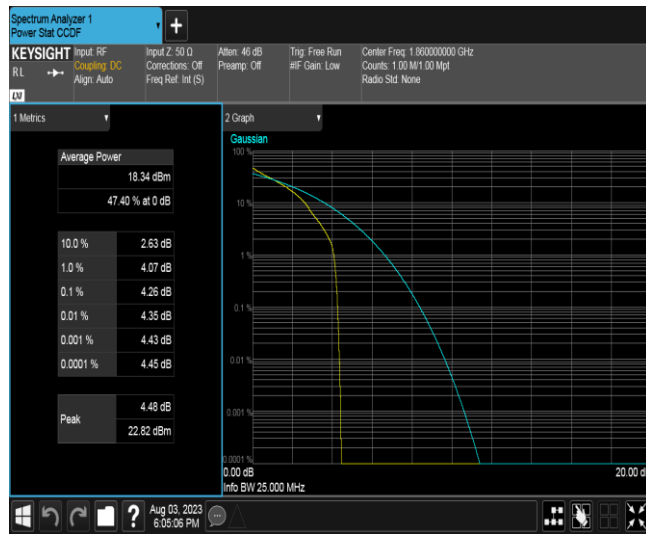 Spectrum Analyzer 1
Power Stat CCDF
+
KEYSIGHT
RL
LXI
Input: RF
Coupling: DC
Align: Auto
Input Z: 50 Ω
Corrections: Off
Freq Ref: Int (S)
Atten: 46 dB
Preamp: Off
Trig: Free Run
#IF Gain: Low
Center Freq: 1.860000000 GHz
Counts: 1.00 M/1.00 Mpt
Radio Std: None
1 Metrics
Average Power
18.34 dBm
47.40 % at 0 dB
10.0 % 2.63 dB
1.0 % 4.07 dB
0.1 % 4.26 dB
0.01 % 4.35 dB
0.001 % 4.43 dB
0.0001 % 4.45 dB
Peak
4.48 dB
22.82 dBm
2 Graph
Gaussian
100 %
10 %
1 %
0.1 %
0.01 %
0.001 %
0.0001 %
0.00 dB
20.00 d
Info BW 25.000 MHz
?
Aug 03, 2023
6:05:06 PM